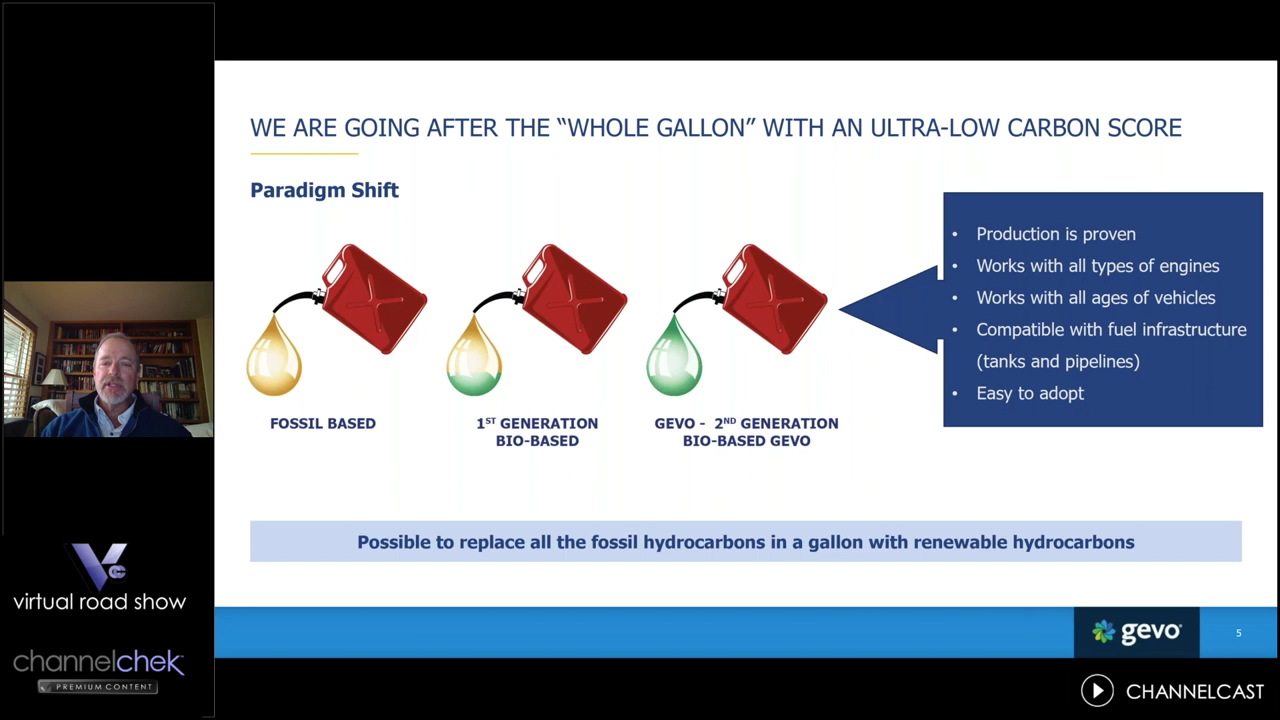 WE ARE GOING AFTER THE “WHOLE GALLON” WITH AN ULTRA-LOW CARBON SCORE
Paradigm Shift
FOSSIL BASED
1ST GENERATION
BIO-BASED
GEVO - 2ND GENERATION
BIO-BASED GEVO
• Production is proven
• Works with all types of engines
• Works with all ages of vehicles
• Compatible with fuel infrastructure
(tanks and pipelines)
• Easy to adopt
Possible to replace all the fossil hydrocarbons in a gallon with renewable hydrocarbons
gevo®
5
Vc
virtual road show
channelchek™
PREMIUM CONTENT
CHANNELCAST